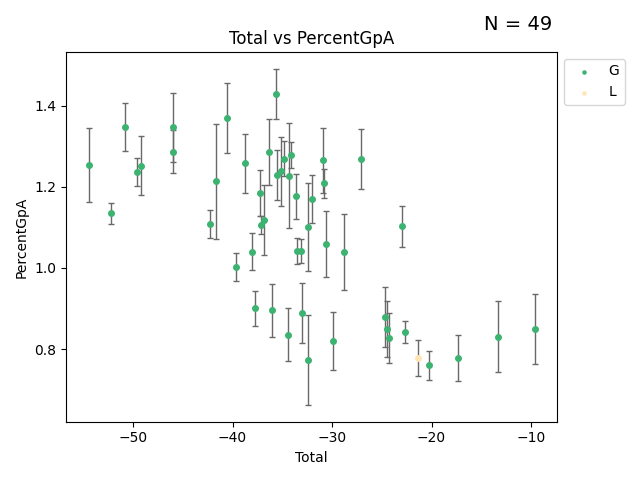 N = 49
Total vs PercentGpA
G
L
PercentGpA
1.4
1.2
1.0
0.8
−50 −40 −30 −20 −10
Total